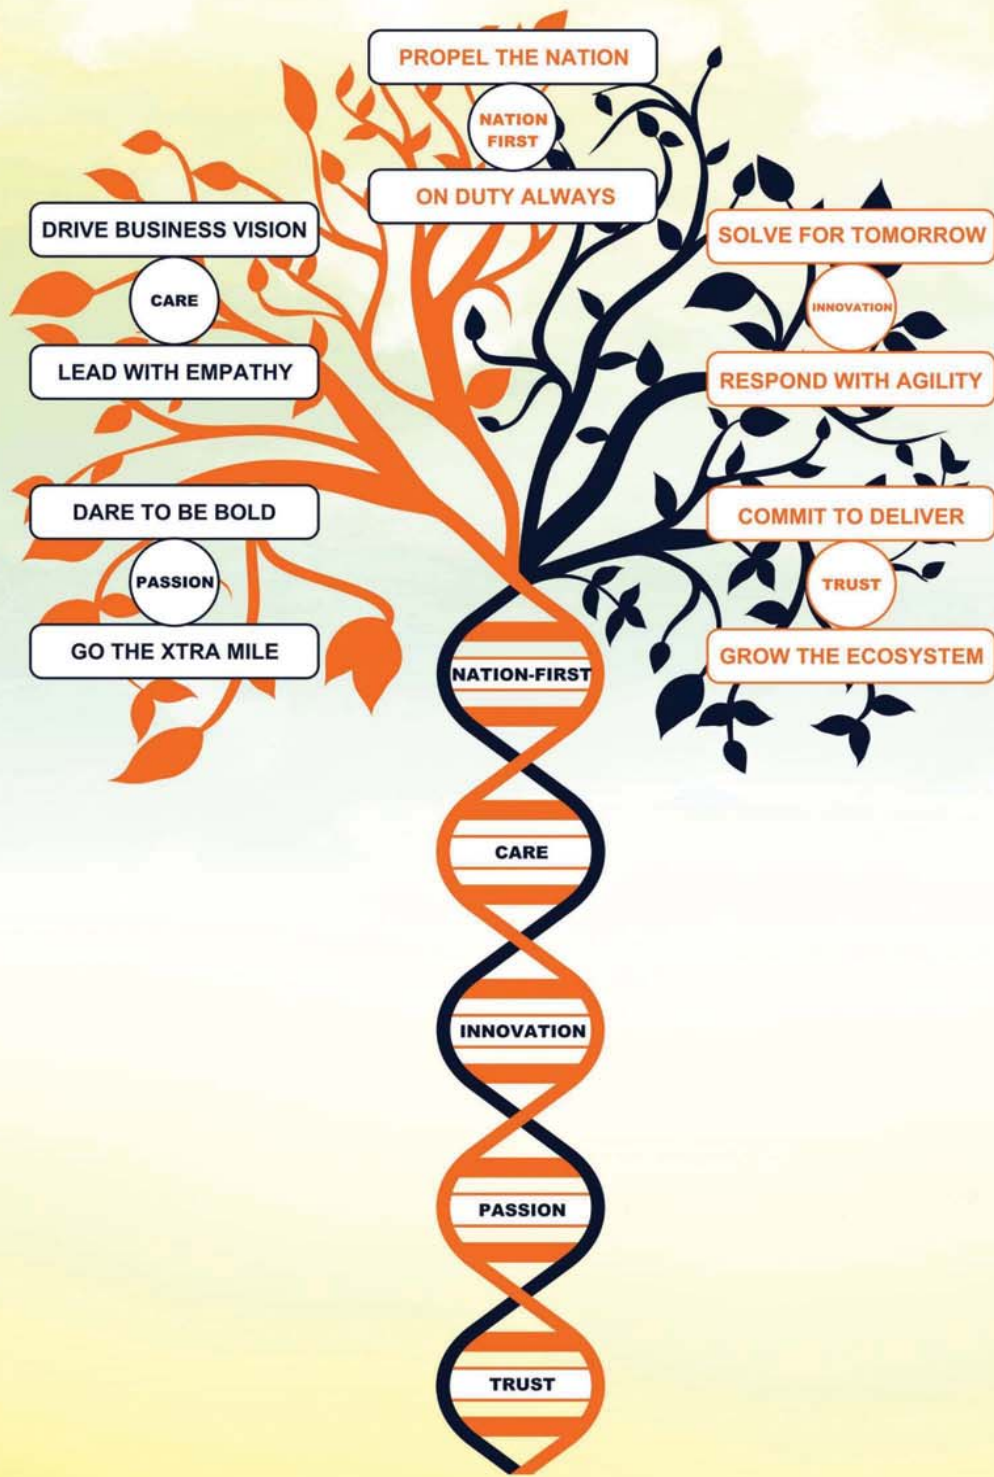 PROPEL THE NATION
NATION
FIRST
ON DUTY ALWAYS
DRIVE BUSINESS VISION
CARE
LEAD WITH EMPATHY
SOLVE FOR TOMORROW
INNOVATION
RESPOND WITH AGILITY
DARE TO BE BOLD
PASSION
GO THE XTRA MILE
COMMIT TO DELIVER
TRUST
GROW THE ECOSYSTEM
NATION-FIRST
CARE
INNOVATION
PASSION
TRUST